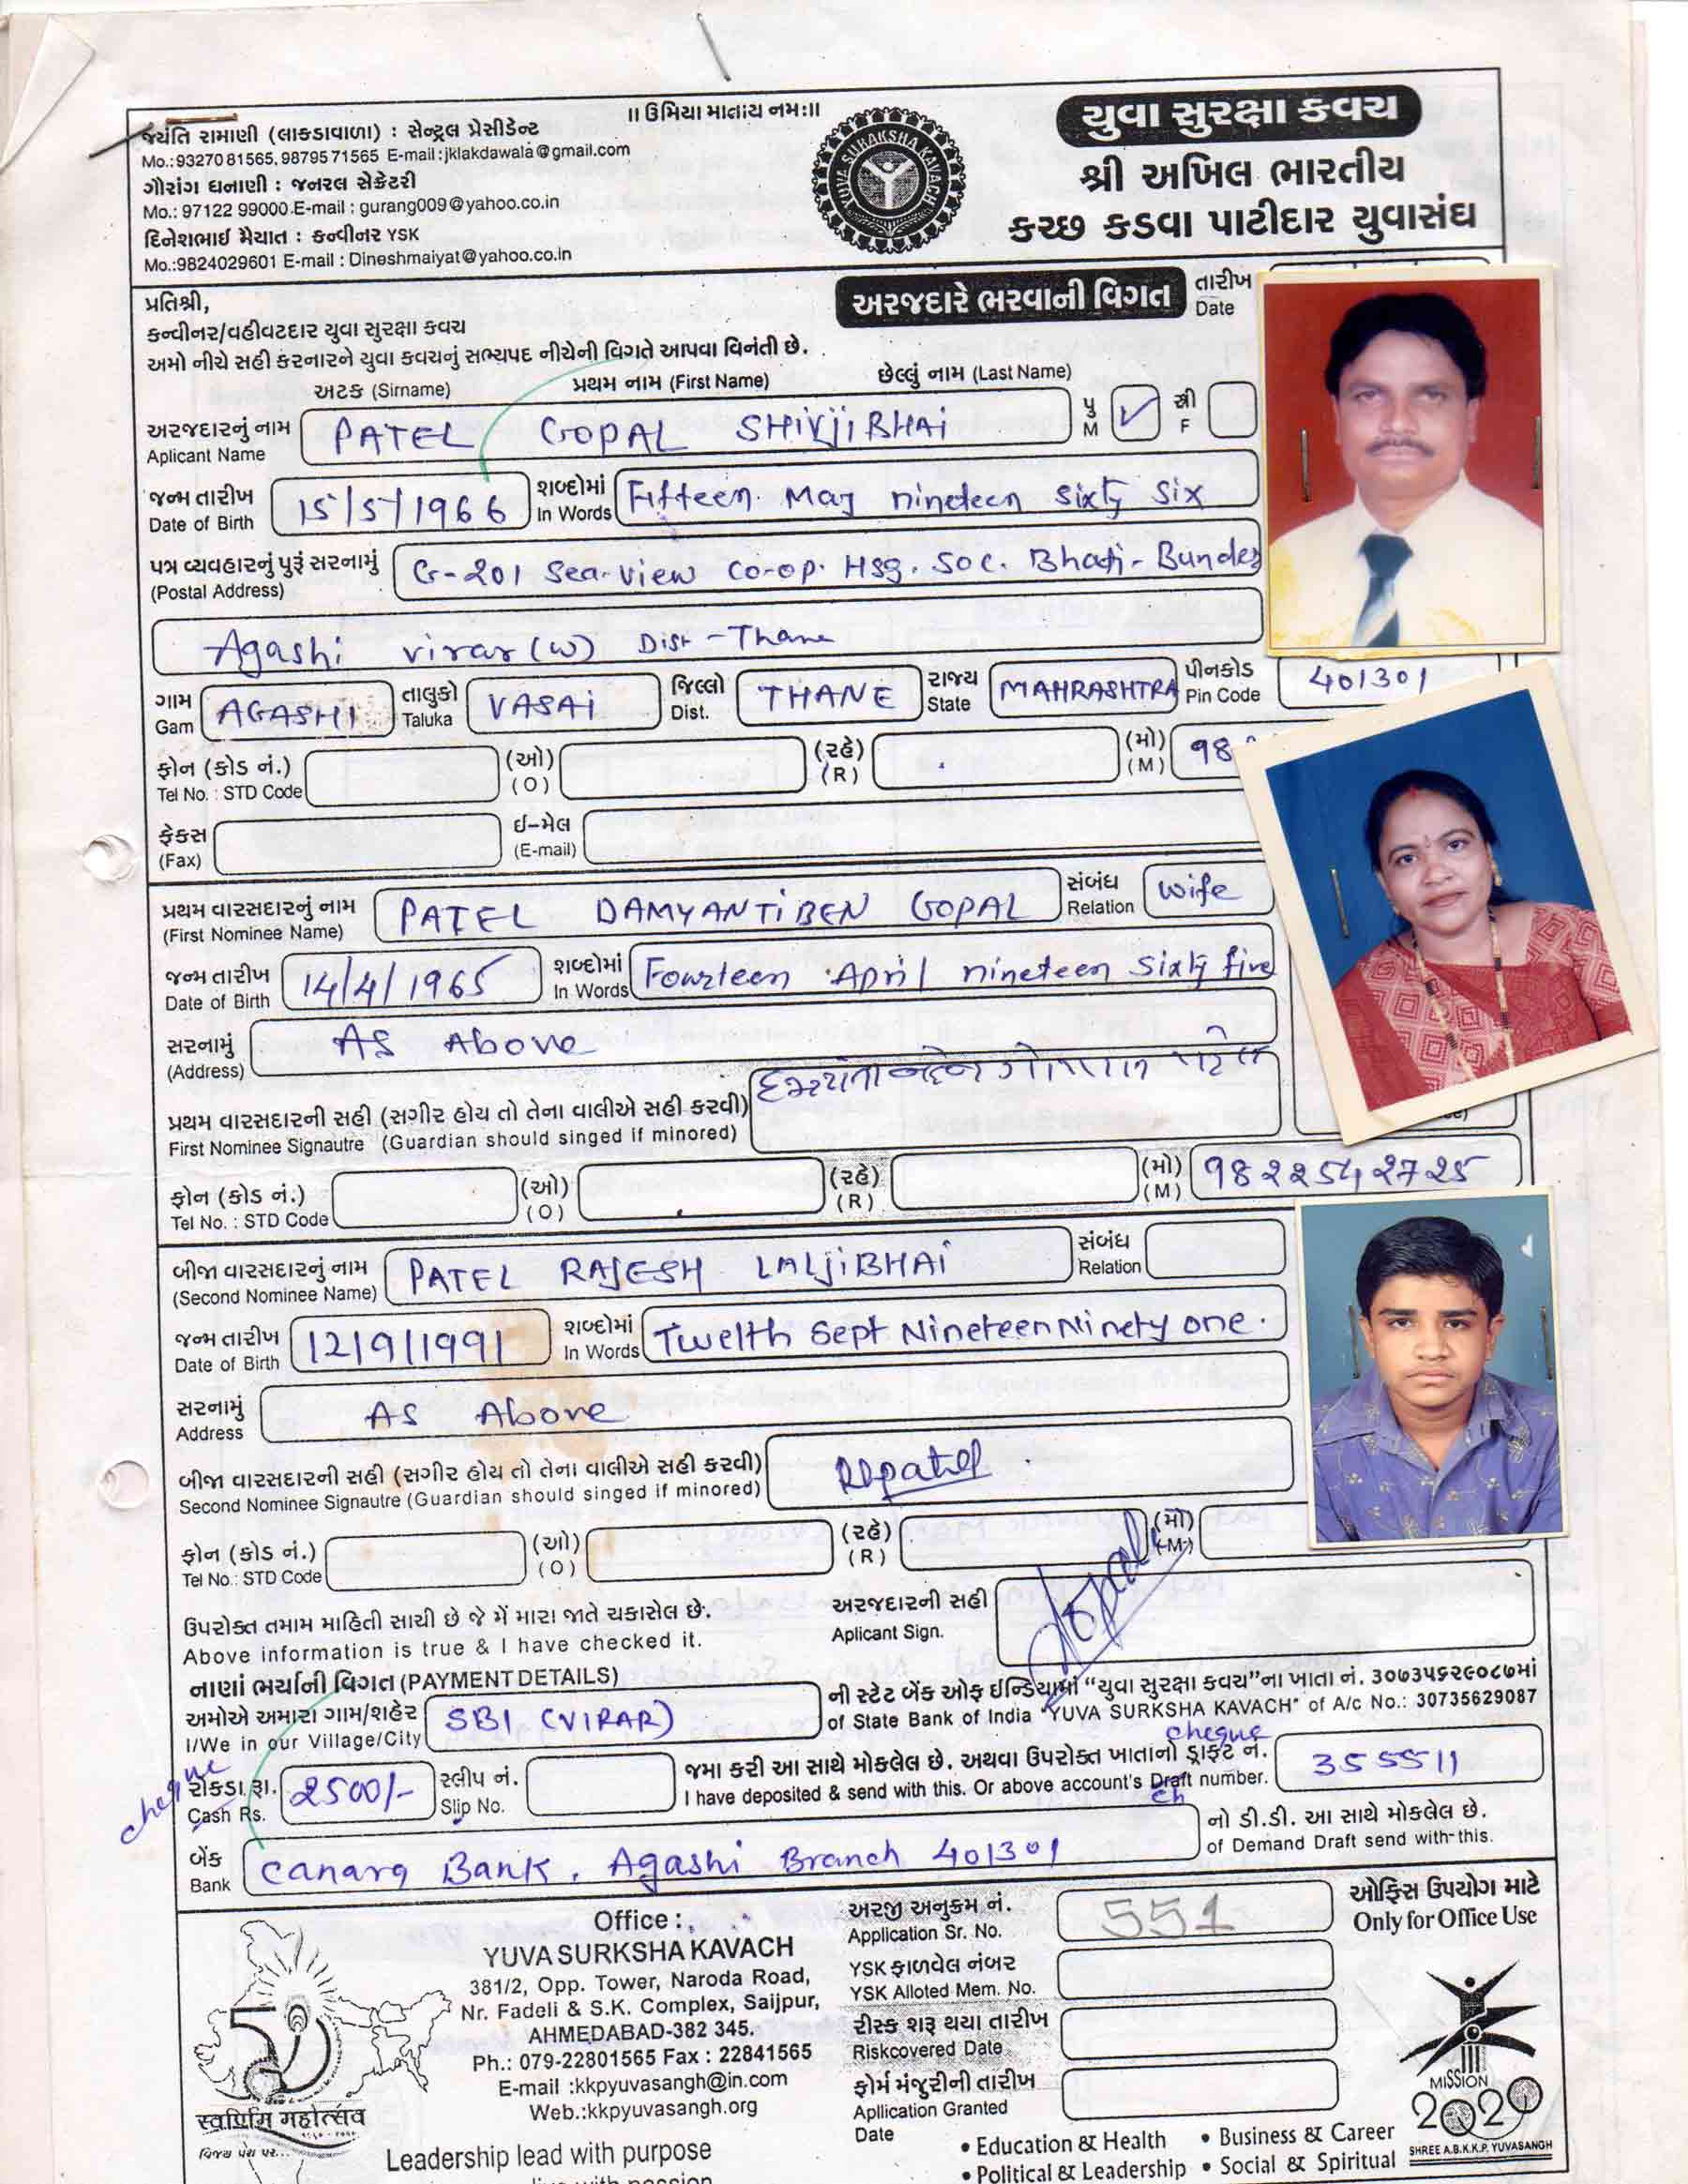 ॥ ઉમિયા માતાય નમઃ॥
જયંતિ રામાણી (લાકડાવાળા) : સેન્ટ્રલ પ્રેસીડેન્ટ
Mo.:9327081565, 9879571565 E-mail:jklakdawala@gmail.com
ગૌરાંગ ધનાણી : જનરલ સેક્રેટરી
Mo.: 97122 99000.E-mail : gurang009@yahoo.co.in
દિનેશભાઈ મૈયાત : કન્વીનર YSK
Mo.:9824029601 E-mail : Dineshmaiyat@yahoo.co.in
YUVA SURAKSHA KAVACH
યુવા સુરક્ષા કવચ
શ્રી અખિલ ભારતીય
કચ્છ કડવા પાટીદાર યુવાસંઘ
અરજદારે ભરવાની વિગત
તારીખ
Date
પ્રતિશ્રી,
કન્વીનર/વહીવટદાર યુવા સુરક્ષા કવચ
અમો નીચે સહી કરનારને યુવા કવચનું સભ્યપદ નીચેની વિગતે આપવા વિનંતી છે.
અટક (Sirname) પ્રથમ નામ (First Name) છેલ્લું નામ (Last Name)
અરજદારનું નામ PATEL GOPAL SHIVJIBHAI પુ ✓ સ્ત્રી
Aplicant Name M F
જન્મ તારીખ 15/5/1966 શબ્દોમાં Fifteen May nineteen sixty six
Date of Birth In Words
પત્ર વ્યવહારનું પુરૂં સરનામું G-201 Sea-view co-op. Hsg. Soc. Bhati-Bunder
(Postal Address)
Agashi virar (w) Dist - Thane
ગામ AGASHI તાલુકો VASAI જિલ્લો THANE રાજ્ય MAHRASHTRA પીનકોડ 401301
Gam Taluka Dist. State Pin Code
ફોન (કોડ નં.) (ઓ) (રહે) (મો) 98
Tel No. : STD Code (O) (R) (M)
ફેકસ ઈ-મેલ
(Fax) (E-mail)
પ્રથમ વારસદારનું નામ PATEL DAMYANTIBEN GOPAL સંબંધ wife
(First Nominee Name) Relation
જન્મ તારીખ 14/4/1965 શબ્દોમાં Fourteen April nineteen sixty five
Date of Birth In Words
સરનામું AS Above
(Address)
પ્રથમ વારસદારની સહી (સગીર હોય તો તેના વાલીએ સહી કરવી) દમયંતીબેન ગોપાલ પટેલ
First Nominee Signautre (Guardian should singed if minored)
ફોન (કોડ નં.) (ઓ) (રહે) (મો) 9822542725
Tel No. : STD Code (O) (R) (M)
બીજા વારસદારનું નામ PATEL RAJESH LALJIBHAI સંબંધ
(Second Nominee Name) Relation
જન્મ તારીખ 12/9/1991 શબ્દોમાં Twelth Sept Nineteen Ninety one.
Date of Birth In Words
સરનામું AS Above
Address
બીજા વારસદારની સહી (સગીર હોય તો તેના વાલીએ સહી કરવી)
Second Nominee Signautre (Guardian should singed if minored)
ફોન (કોડ નં.) (ઓ) (રહે) (મો)
Tel No.: STD Code (O) (R) (M)
ઉપરોક્ત તમામ માહિતી સાચી છે જે મેં મારા જાતે ચકાસેલ છે. અરજદારની સહી
Above information is true & I have checked it. Aplicant Sign.
નાણાં ભર્યાની વિગત (PAYMENT DETAILS)
અમોએ અમારા ગામ/શહેર SBI (VIRAR) ની સ્ટેટ બેંક ઓફ ઈન્ડિયામાં “યુવા સુરક્ષા કવચ”ના ખાતા નં. ૩૦૭૩૫૬૨૯૦૮૭માં
I/We in our Village/City of State Bank of India "YUVA SURKSHA KAVACH" of A/c No.: 30735629087
cheque
cheque રોકડા રૂા. 2500/- સ્લીપ નં. જમા કરી આ સાથે મોકલેલ છે. અથવા ઉપરોક્ત ખાતાનો ડ્રાફ્ટ નં. 355511
Cash Rs. Slip No. I have deposited & send with this. Or above account's Draft number.
ch
બેંક Canara Bank, Agashi Branch 401301 નો ડી.ડી. આ સાથે મોકલેલ છે.
Bank of Demand Draft send with-this.
સ્વર્ણિમ મહોત્સવ
Office :
YUVA SURKSHA KAVACH
381/2, Opp. Tower, Naroda Road,
Nr. Fadeli & S.K. Complex, Saijpur,
AHMEDABAD-382 345.
Ph.: 079-22801565 Fax : 22841565
E-mail :kkpyuvasangh@in.com
Web.:kkpyuvasangh.org
Leadership lead with purpose
અરજી અનુક્રમ નં. 551
Application Sr. No.
YSK ફાળવેલ નંબર
YSK Alloted Mem. No.
રીસ્ક શરૂ થયા તારીખ
Riskcovered Date
ફોર્મ મંજુરીની તારીખ
Apllication Granted
Date
ઓફિસ ઉપયોગ માટે
Only for Office Use
MISSION
2020
SHREE A.B.K.K.P. YUVASANGH
• Education & Health • Business & Career
• Political & Leadership • Social & Spiritual